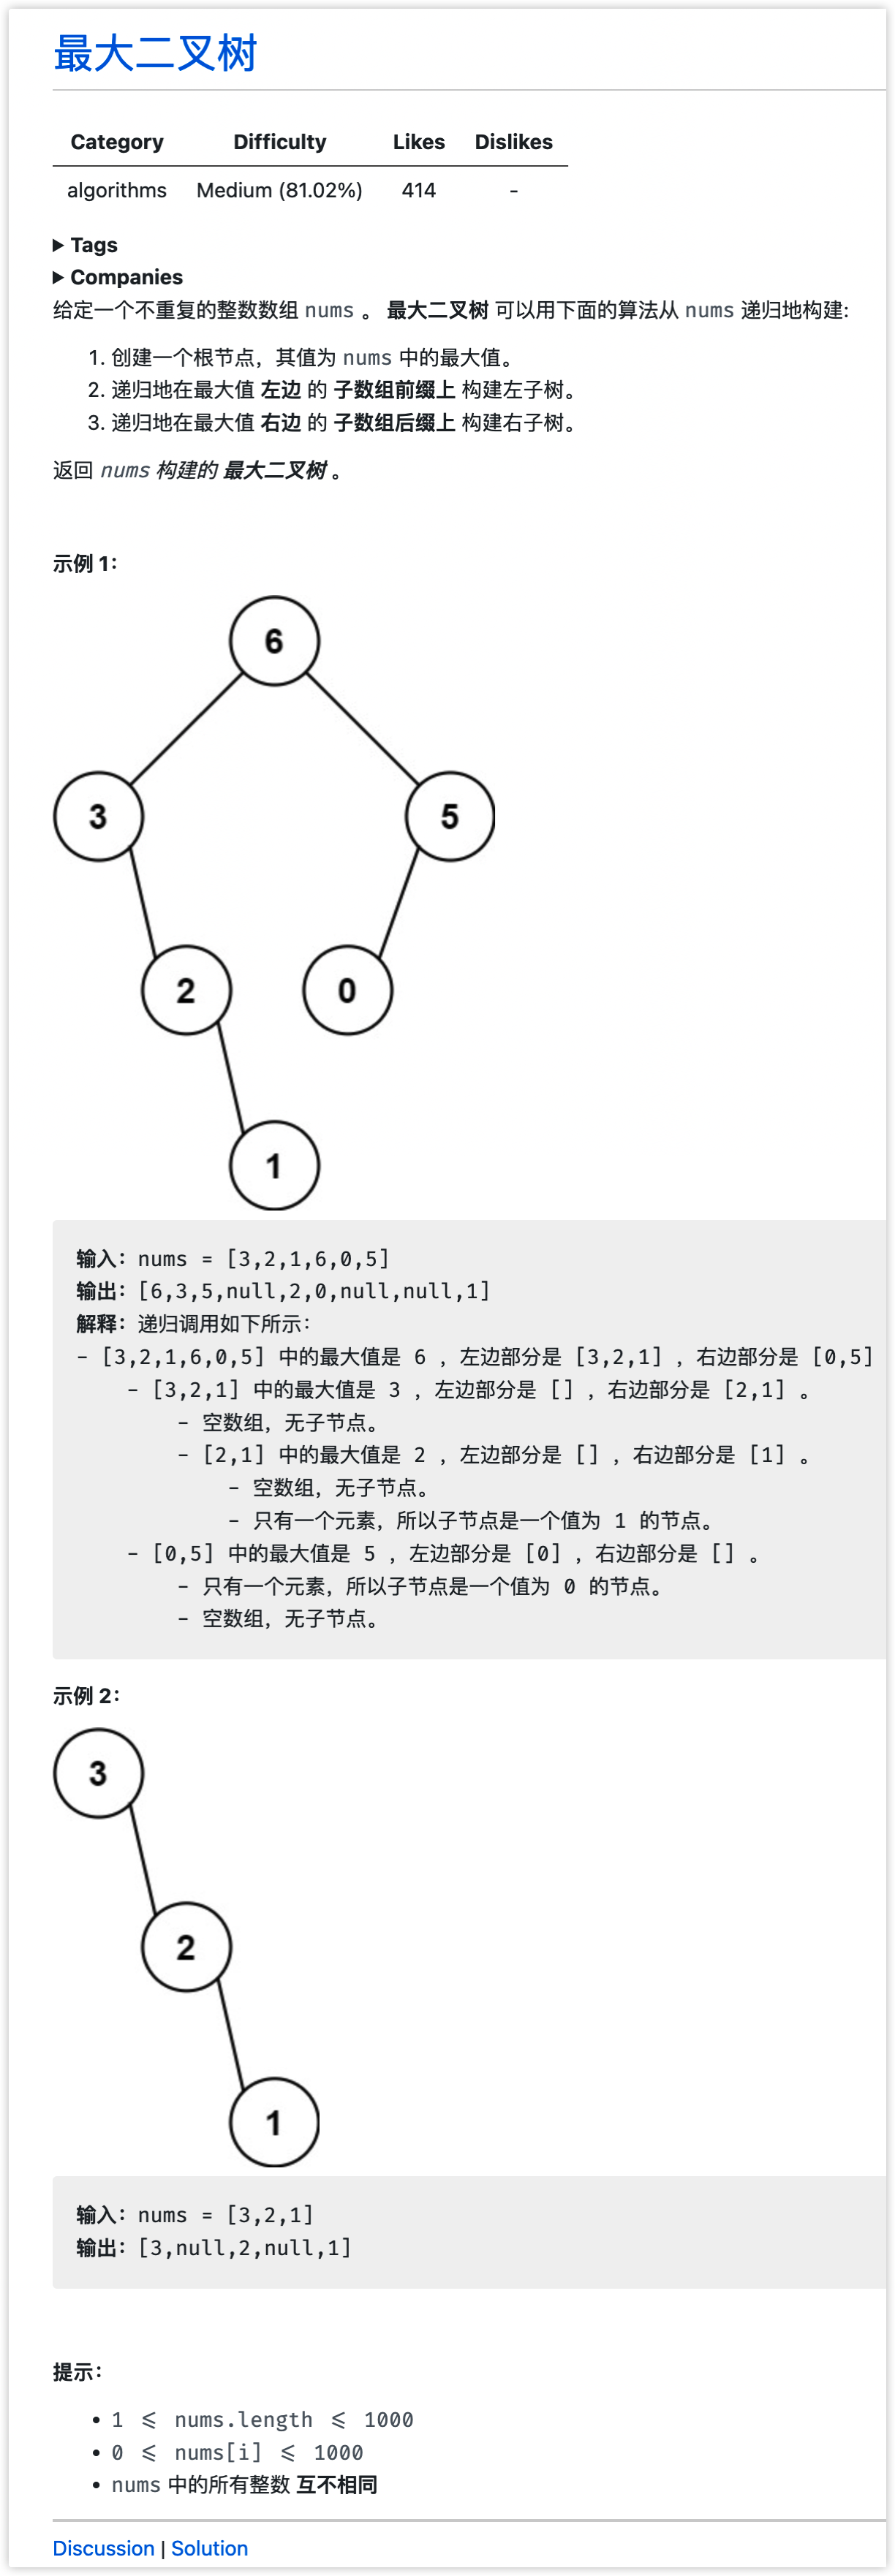 最大二叉树
Category Difficulty Likes Dislikes
algorithms Medium (81.02%) 414 -
▶ Tags
▶ Companies
给定一个不重复的整数数组 nums 。 最大二叉树 可以用下面的算法从 nums 递归地构建:
1. 创建一个根节点，其值为 nums 中的最大值。
2. 递归地在最大值 左边 的 子数组前缀上 构建左子树。
3. 递归地在最大值 右边 的 子数组后缀上 构建右子树。
返回 nums 构建的 最大二叉树 。
示例 1：
6
3 5
2 0
1
输入：nums = [3,2,1,6,0,5]
输出：[6,3,5,null,2,0,null,null,1]
解释：递归调用如下所示：
- [3,2,1,6,0,5] 中的最大值是 6 ，左边部分是 [3,2,1] ，右边部分是 [0,5]
- [3,2,1] 中的最大值是 3 ，左边部分是 [] ，右边部分是 [2,1] 。
- 空数组，无子节点。
- [2,1] 中的最大值是 2 ，左边部分是 [] ，右边部分是 [1] 。
- 空数组，无子节点。
- 只有一个元素，所以子节点是一个值为 1 的节点。
- [0,5] 中的最大值是 5 ，左边部分是 [0] ，右边部分是 [] 。
- 只有一个元素，所以子节点是一个值为 0 的节点。
- 空数组，无子节点。
示例 2：
3
2
1
输入：nums = [3,2,1]
输出：[3,null,2,null,1]
提示：
• 1 <= nums.length <= 1000
• 0 <= nums[i] <= 1000
• nums 中的所有整数 互不相同
Discussion | Solution